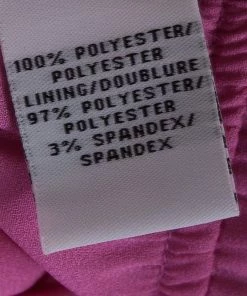 100% POLYESTER/
POLYESTER
LINING/DOUBLURE
97% POLYESTER/
POLYESTER
3% SPANDEX/
SPANDEX